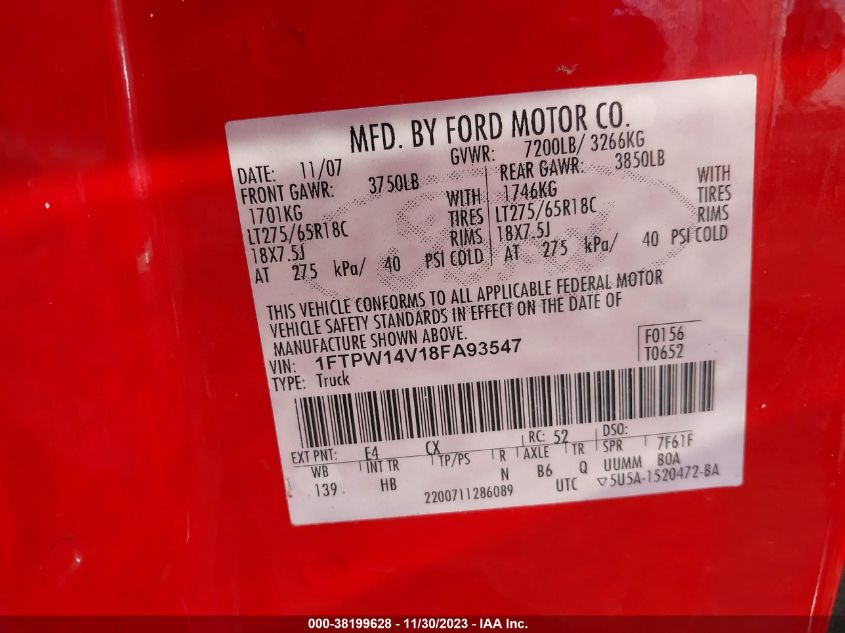 MFD. BY FORD MOTOR CO.
DATE: 11/07 GVWR: 7200LB/ 3266KG
FRONT GAWR: 3750LB REAR GAWR: 3850LB
1701KG WITH 1746KG WITH
LT275/65R18C TIRES LT275/65R18C TIRES
18X7.5J RIMS 18X7.5J RIMS
AT 275 kPa/ 40 PSI COLD AT 275 kPa/ 40 PSI COLD
THIS VEHICLE CONFORMS TO ALL APPLICABLE FEDERAL MOTOR
VEHICLE SAFETY STANDARDS IN EFFECT ON THE DATE OF
MANUFACTURE SHOWN ABOVE.
VIN: 1FTPW14V18FA93547 F0156
TYPE: Truck T0652
EXT PNT: E4 CX RC: 52 DSO:
WB INT TR TP/PS R AXLE TR SPR 7F61F
139 HB N B6 Q UUMM BOA
2200711286089 UTC ▽5U5A-1520472-BA
000-38199628 - 11/30/2023 - IAA Inc.